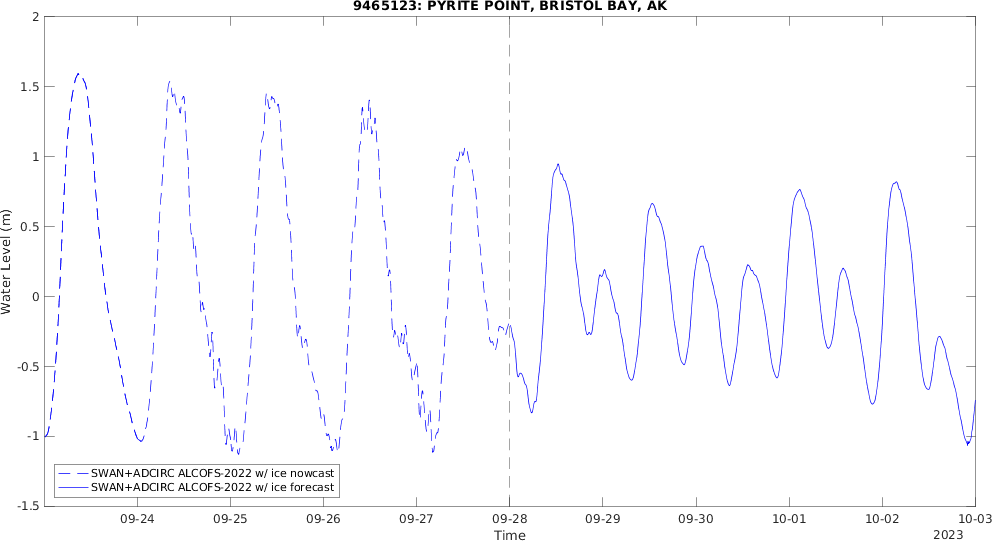 9465123: PYRITE POINT, BRISTOL BAY, AK
2
1.5
1
0.5
0
-0.5
-1
-1.5
Water Level (m)
SWAN+ADCIRC ALCOFS-2022 w/ ice nowcast
SWAN+ADCIRC ALCOFS-2022 w/ ice forecast
09-24 09-25 09-26 09-27 09-28 09-29 09-30 10-01 10-02 10-03
Time
2023